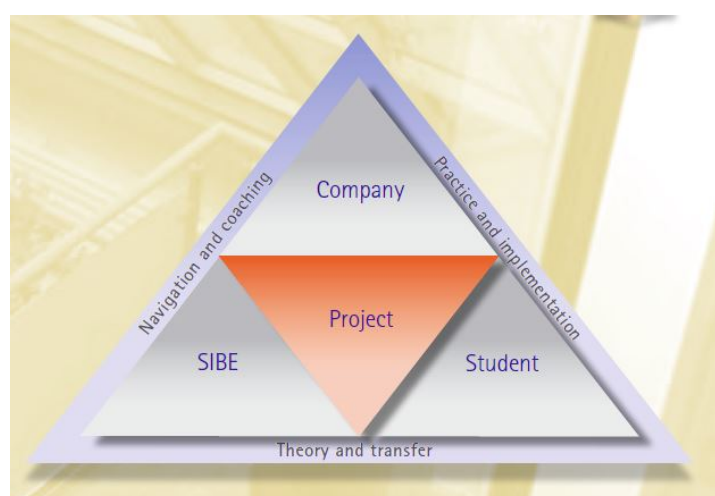 Company
Navigation and coaching
Practice and implementation
Project
SIBE
Student
Theory and transfer